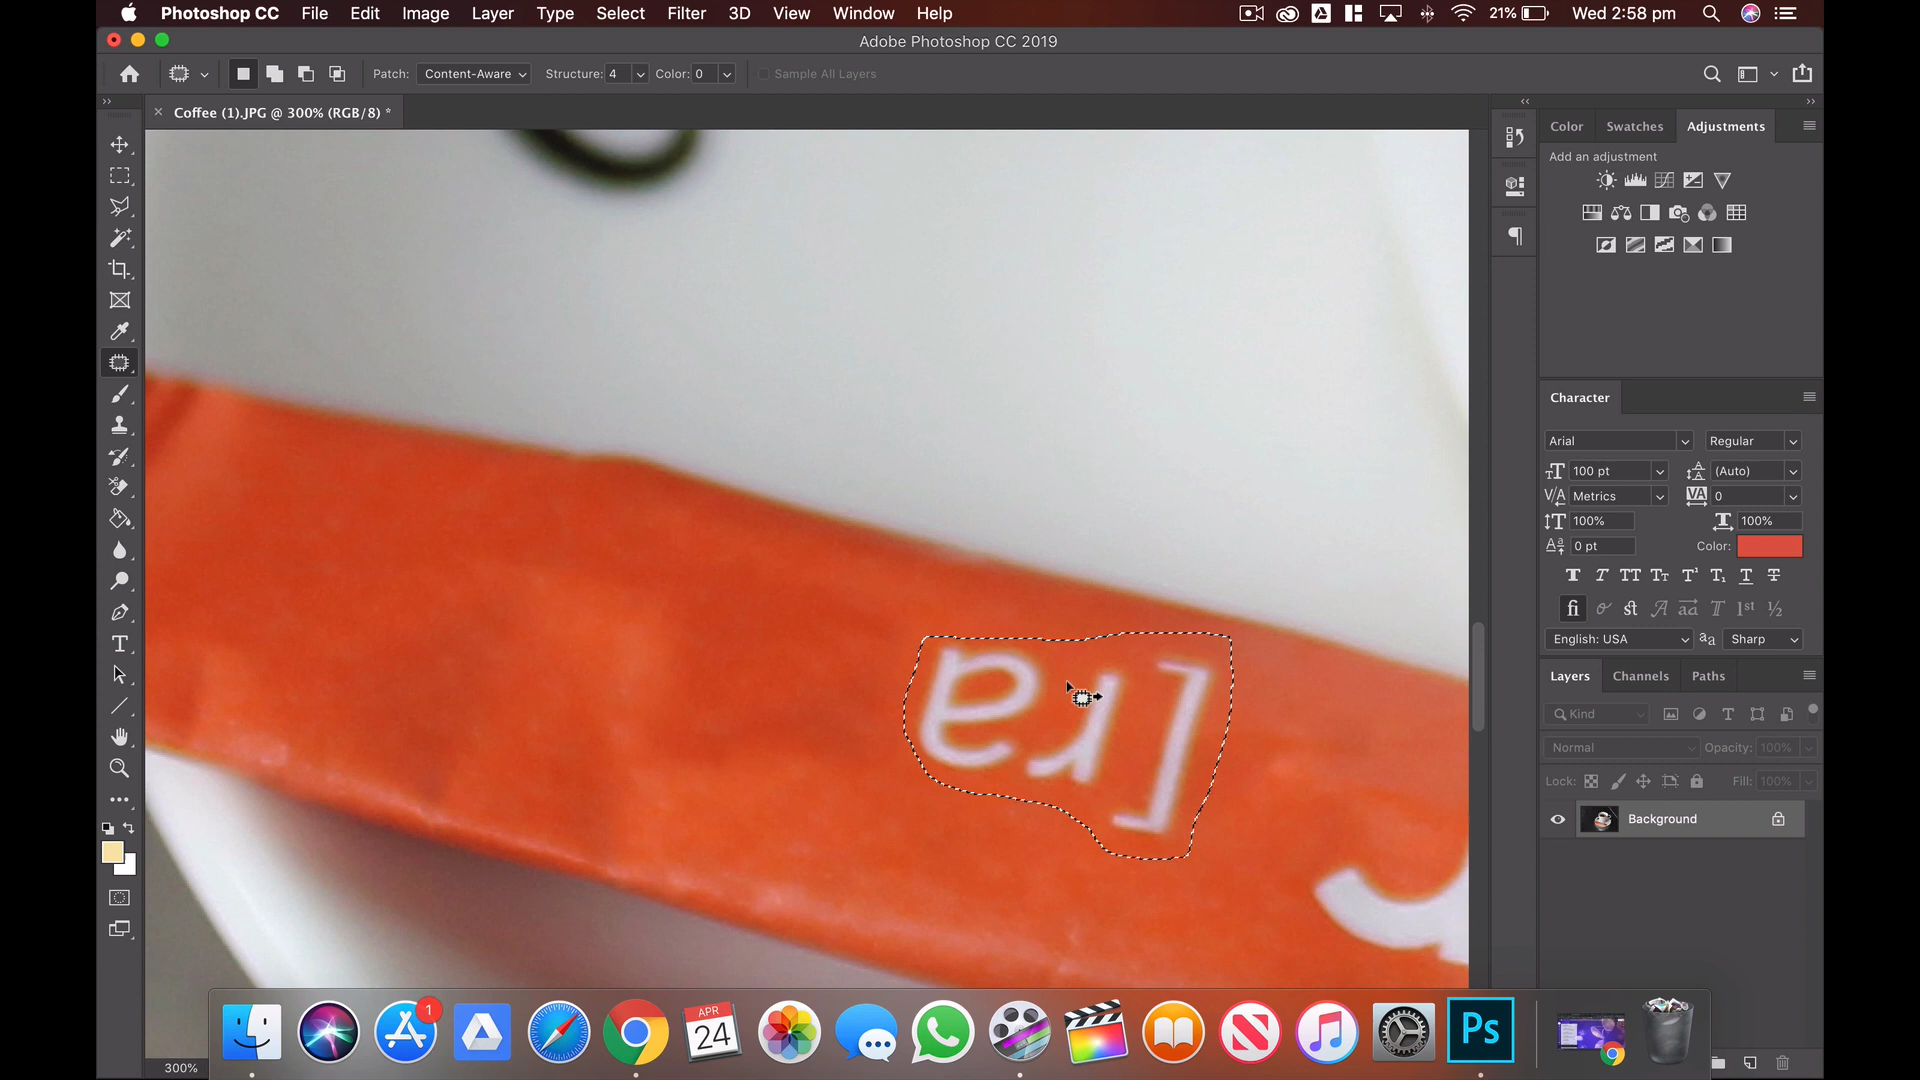 Photoshop CC File Edit Image Layer Type Select Filter 3D View Window Help 21% Wed 2:58 pm
Adobe Photoshop CC 2019
Patch: Content-Aware Structure: 4 Color: 0 Sample All Layers
Coffee (1).JPG @ 300% (RGB/8) *
Color Swatches Adjustments
Add an adjustment
Character
Arial Regular
100 pt (Auto)
Metrics 0
100% 100%
0 pt Color:
English: USA Sharp
Layers Channels Paths
Kind
Normal Opacity: 100%
Lock: Fill: 100%
Background
[ra
1
APR
24
Ps
300%